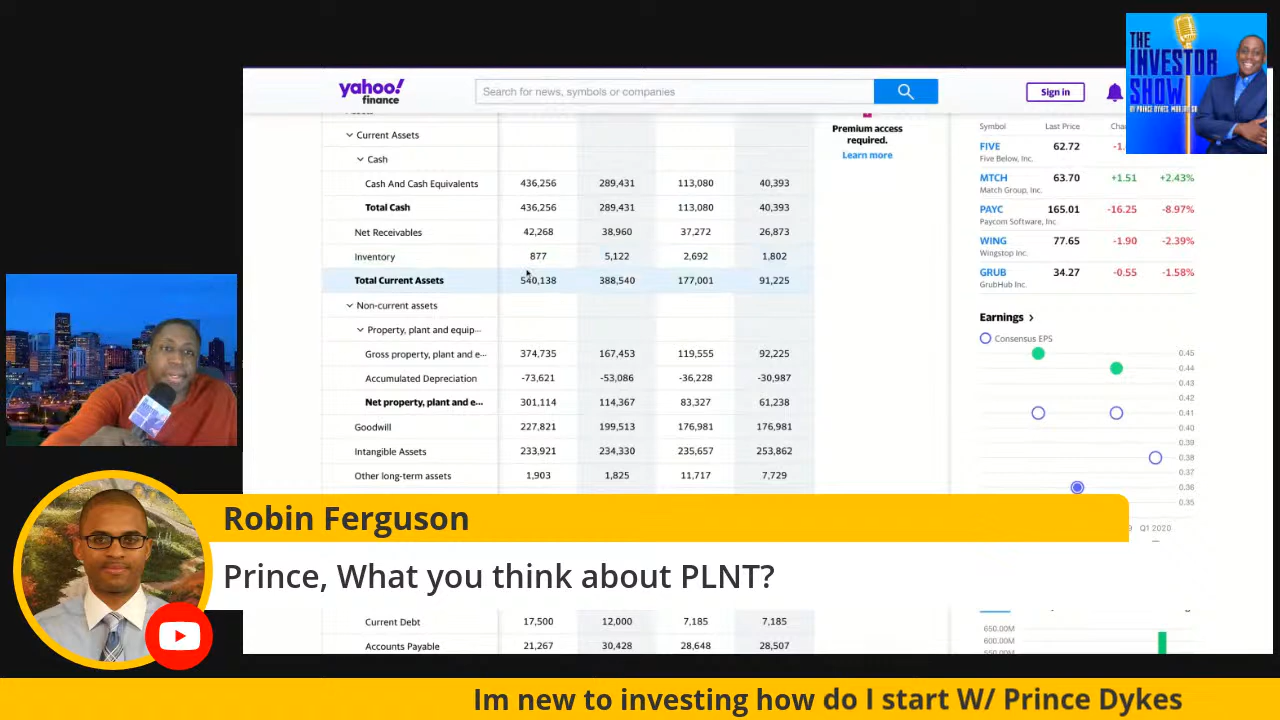 yahoo!
finance
Search for news, symbols or companies
Sign in
THE
INVESTOR
SHOW
Current Assets
Cash
Cash And Cash Equivalents 436,256 289,431 113,080 40,393
Total Cash 436,256 289,431 113,080 40,393
Net Receivables 42,268 38,960 37,272 26,873
Inventory 877 5,122 2,692 1,802
Total Current Assets 540,138 388,540 177,001 91,225
Non-current assets
Property, plant and equip...
Gross property, plant and e... 374,735 167,453 119,555 92,225
Accumulated Depreciation -73,621 -53,086 -36,228 -30,987
Net property, plant and e... 301,114 114,367 83,327 61,238
Goodwill 227,821 199,513 176,981 176,981
Intangible Assets 233,921 234,330 235,657 253,862
Other long-term assets 1,903 1,825 11,717 7,729
Current Debt 17,500 12,000 7,185 7,185
Accounts Payable 21,267 30,428 28,648 28,507
Premium access
required.
Learn more
Symbol Last Price
FIVE 62.72
Five Below, Inc.
MTCH 63.70 +1.51 +2.43%
Match Group, Inc.
PAYC 165.01 -16.25 -8.97%
Paycom Software, Inc.
WING 77.65 -1.90 -2.39%
Wingstop Inc.
GRUB 34.27 -0.55 -1.58%
GrubHub Inc.
Earnings
Consensus EPS
0.45
0.44
0.43
0.42
0.41
0.40
0.39
0.38
0.37
0.36
0.35
Q1 2020
650.00M
600.00M
Robin Ferguson
Prince, What you think about PLNT?
Im new to investing how do I start W/ Prince Dykes